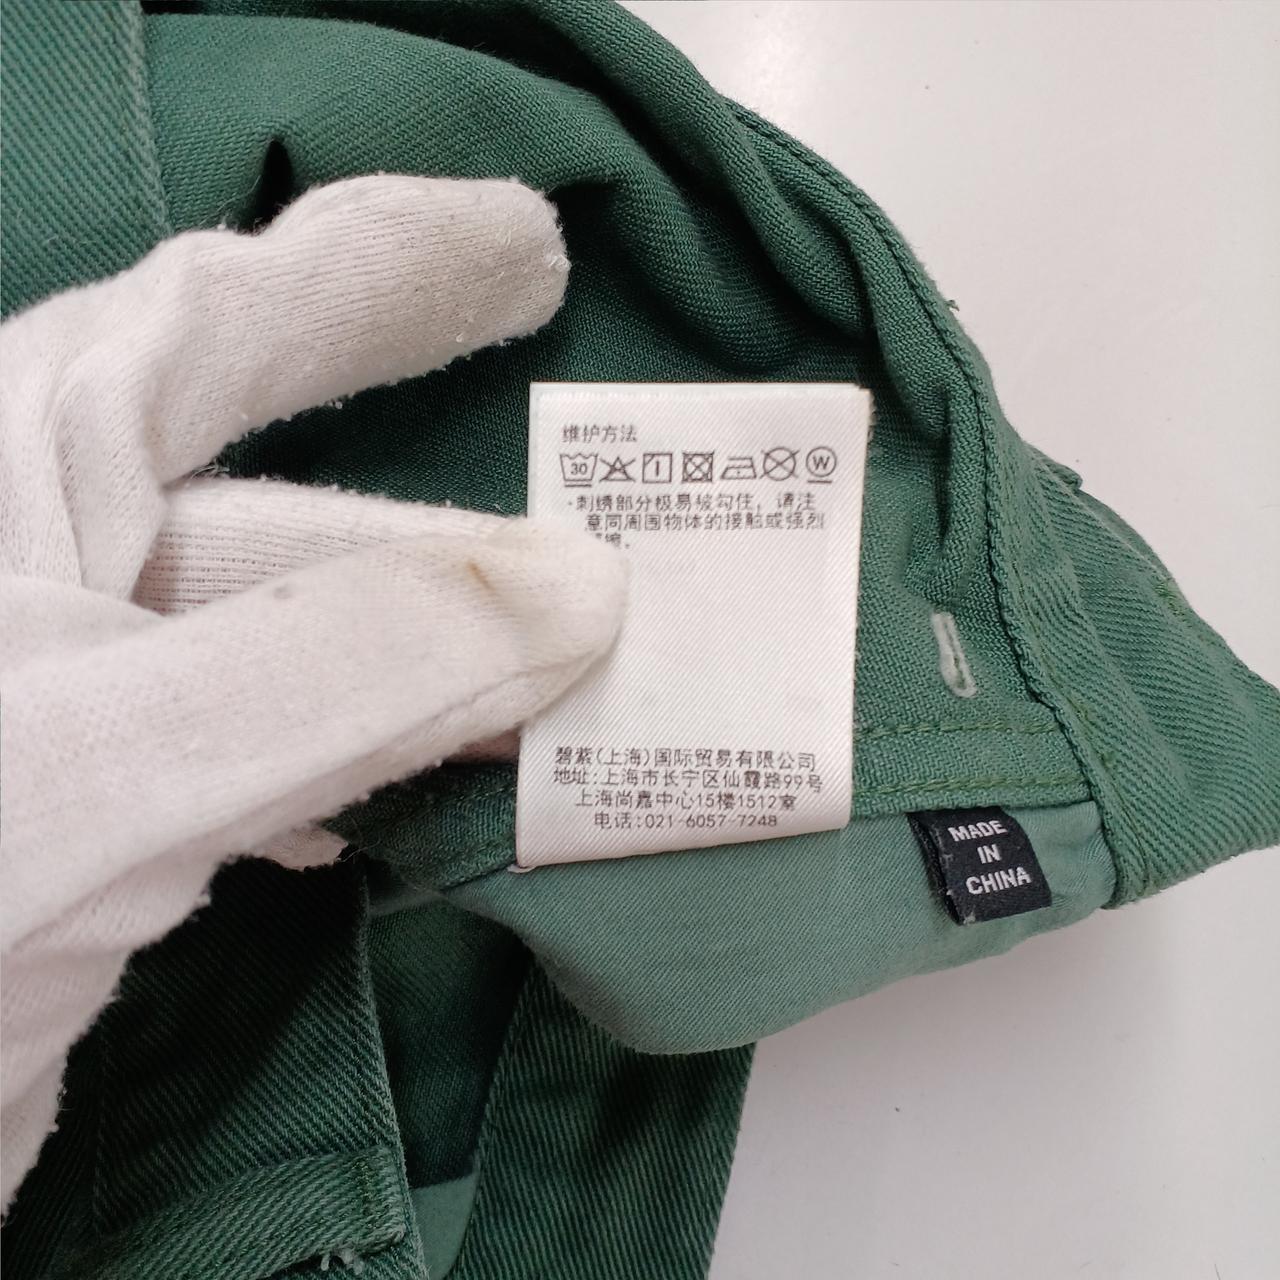 维护方法
30 W
·刺绣部分极易被勾住，请注
意同周围物体的接触或强烈
缩。
碧紫(上海)国际贸易有限公司
地址:上海市长宁区仙霞路99号
上海尚嘉中心15楼1512室
电话:021-6057-7248
MADE
IN
CHINA